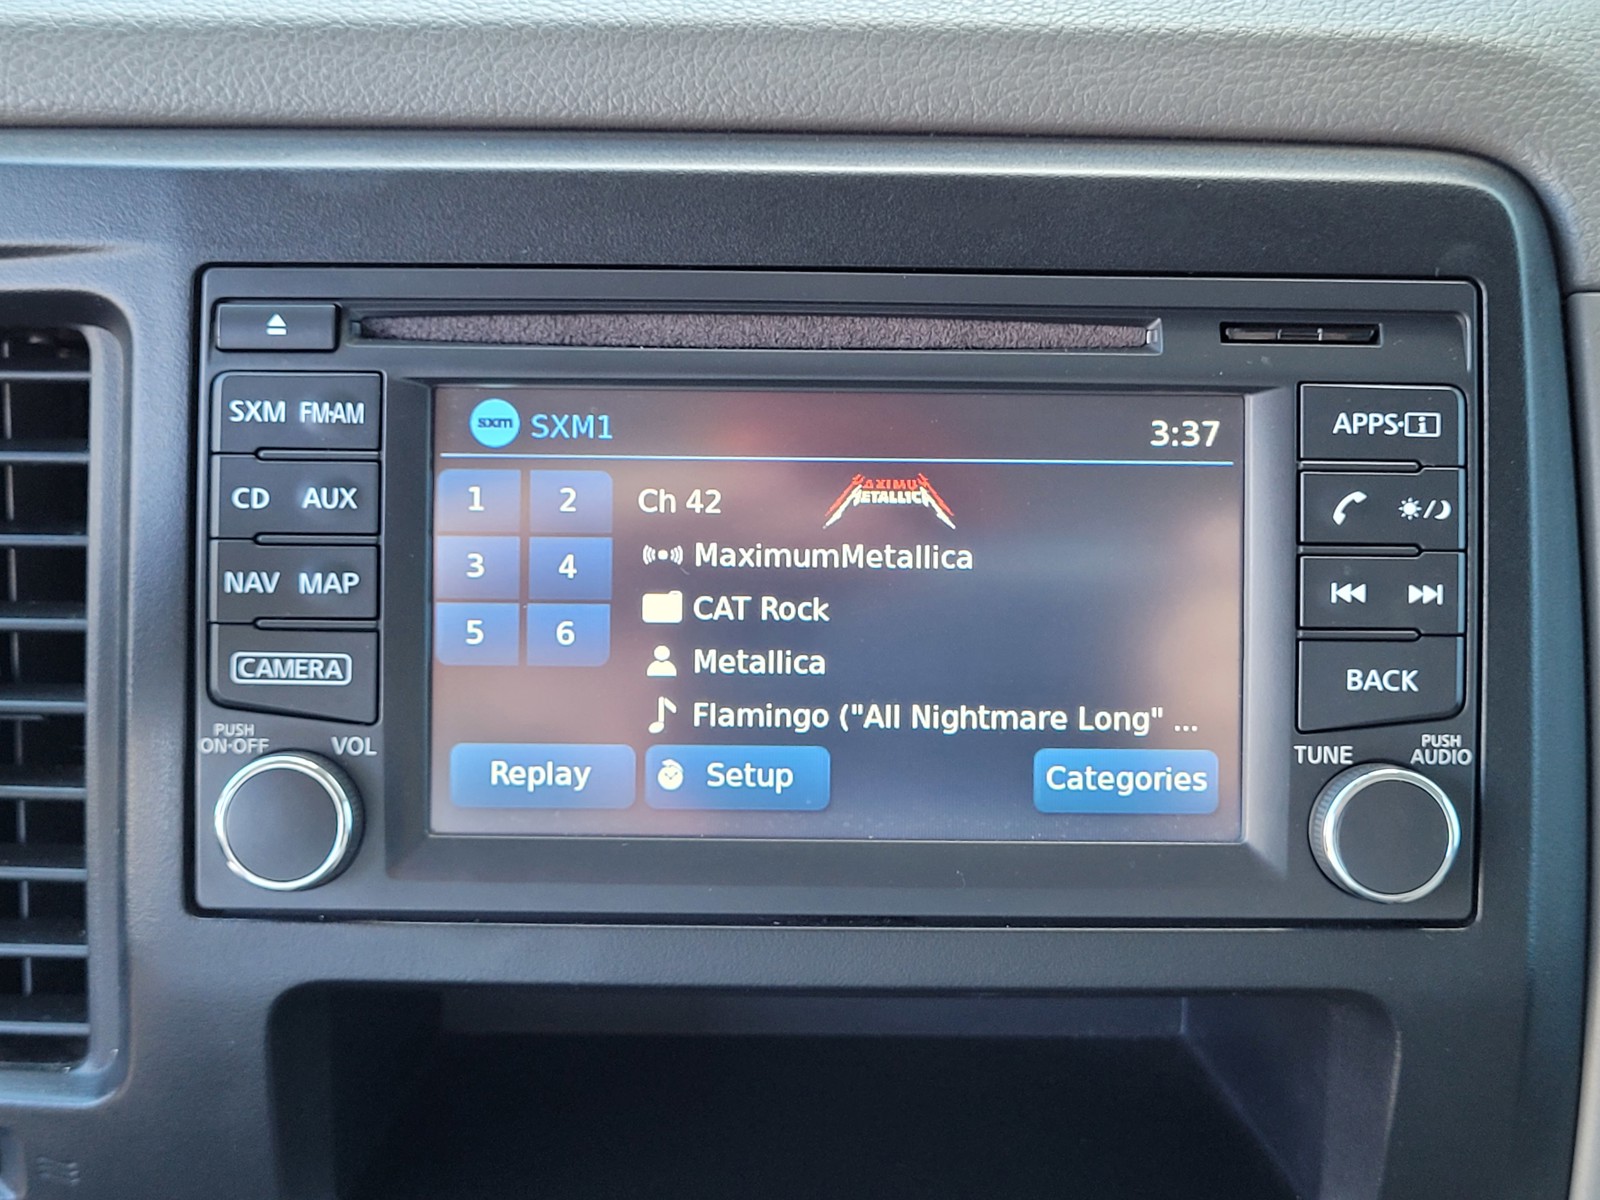 SXM FM·AM
CD AUX
NAV MAP
CAMERA
PUSH
ON·OFF
VOL
sxm SXM1
3:37
1 2
3 4
5 6
Ch 42
MAXIMUM
METALLICA
MaximumMetallica
CAT Rock
Metallica
Flamingo ("All Nightmare Long" ...
Replay
Setup
Categories
APPS·i
BACK
TUNE
PUSH
AUDIO